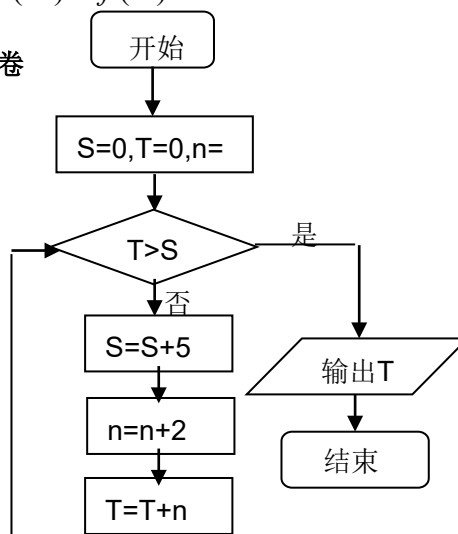 卷
开始
S=0,T=0,n=
T>S
是
否
S=S+5
输出T
n=n+2
结束
T=T+n